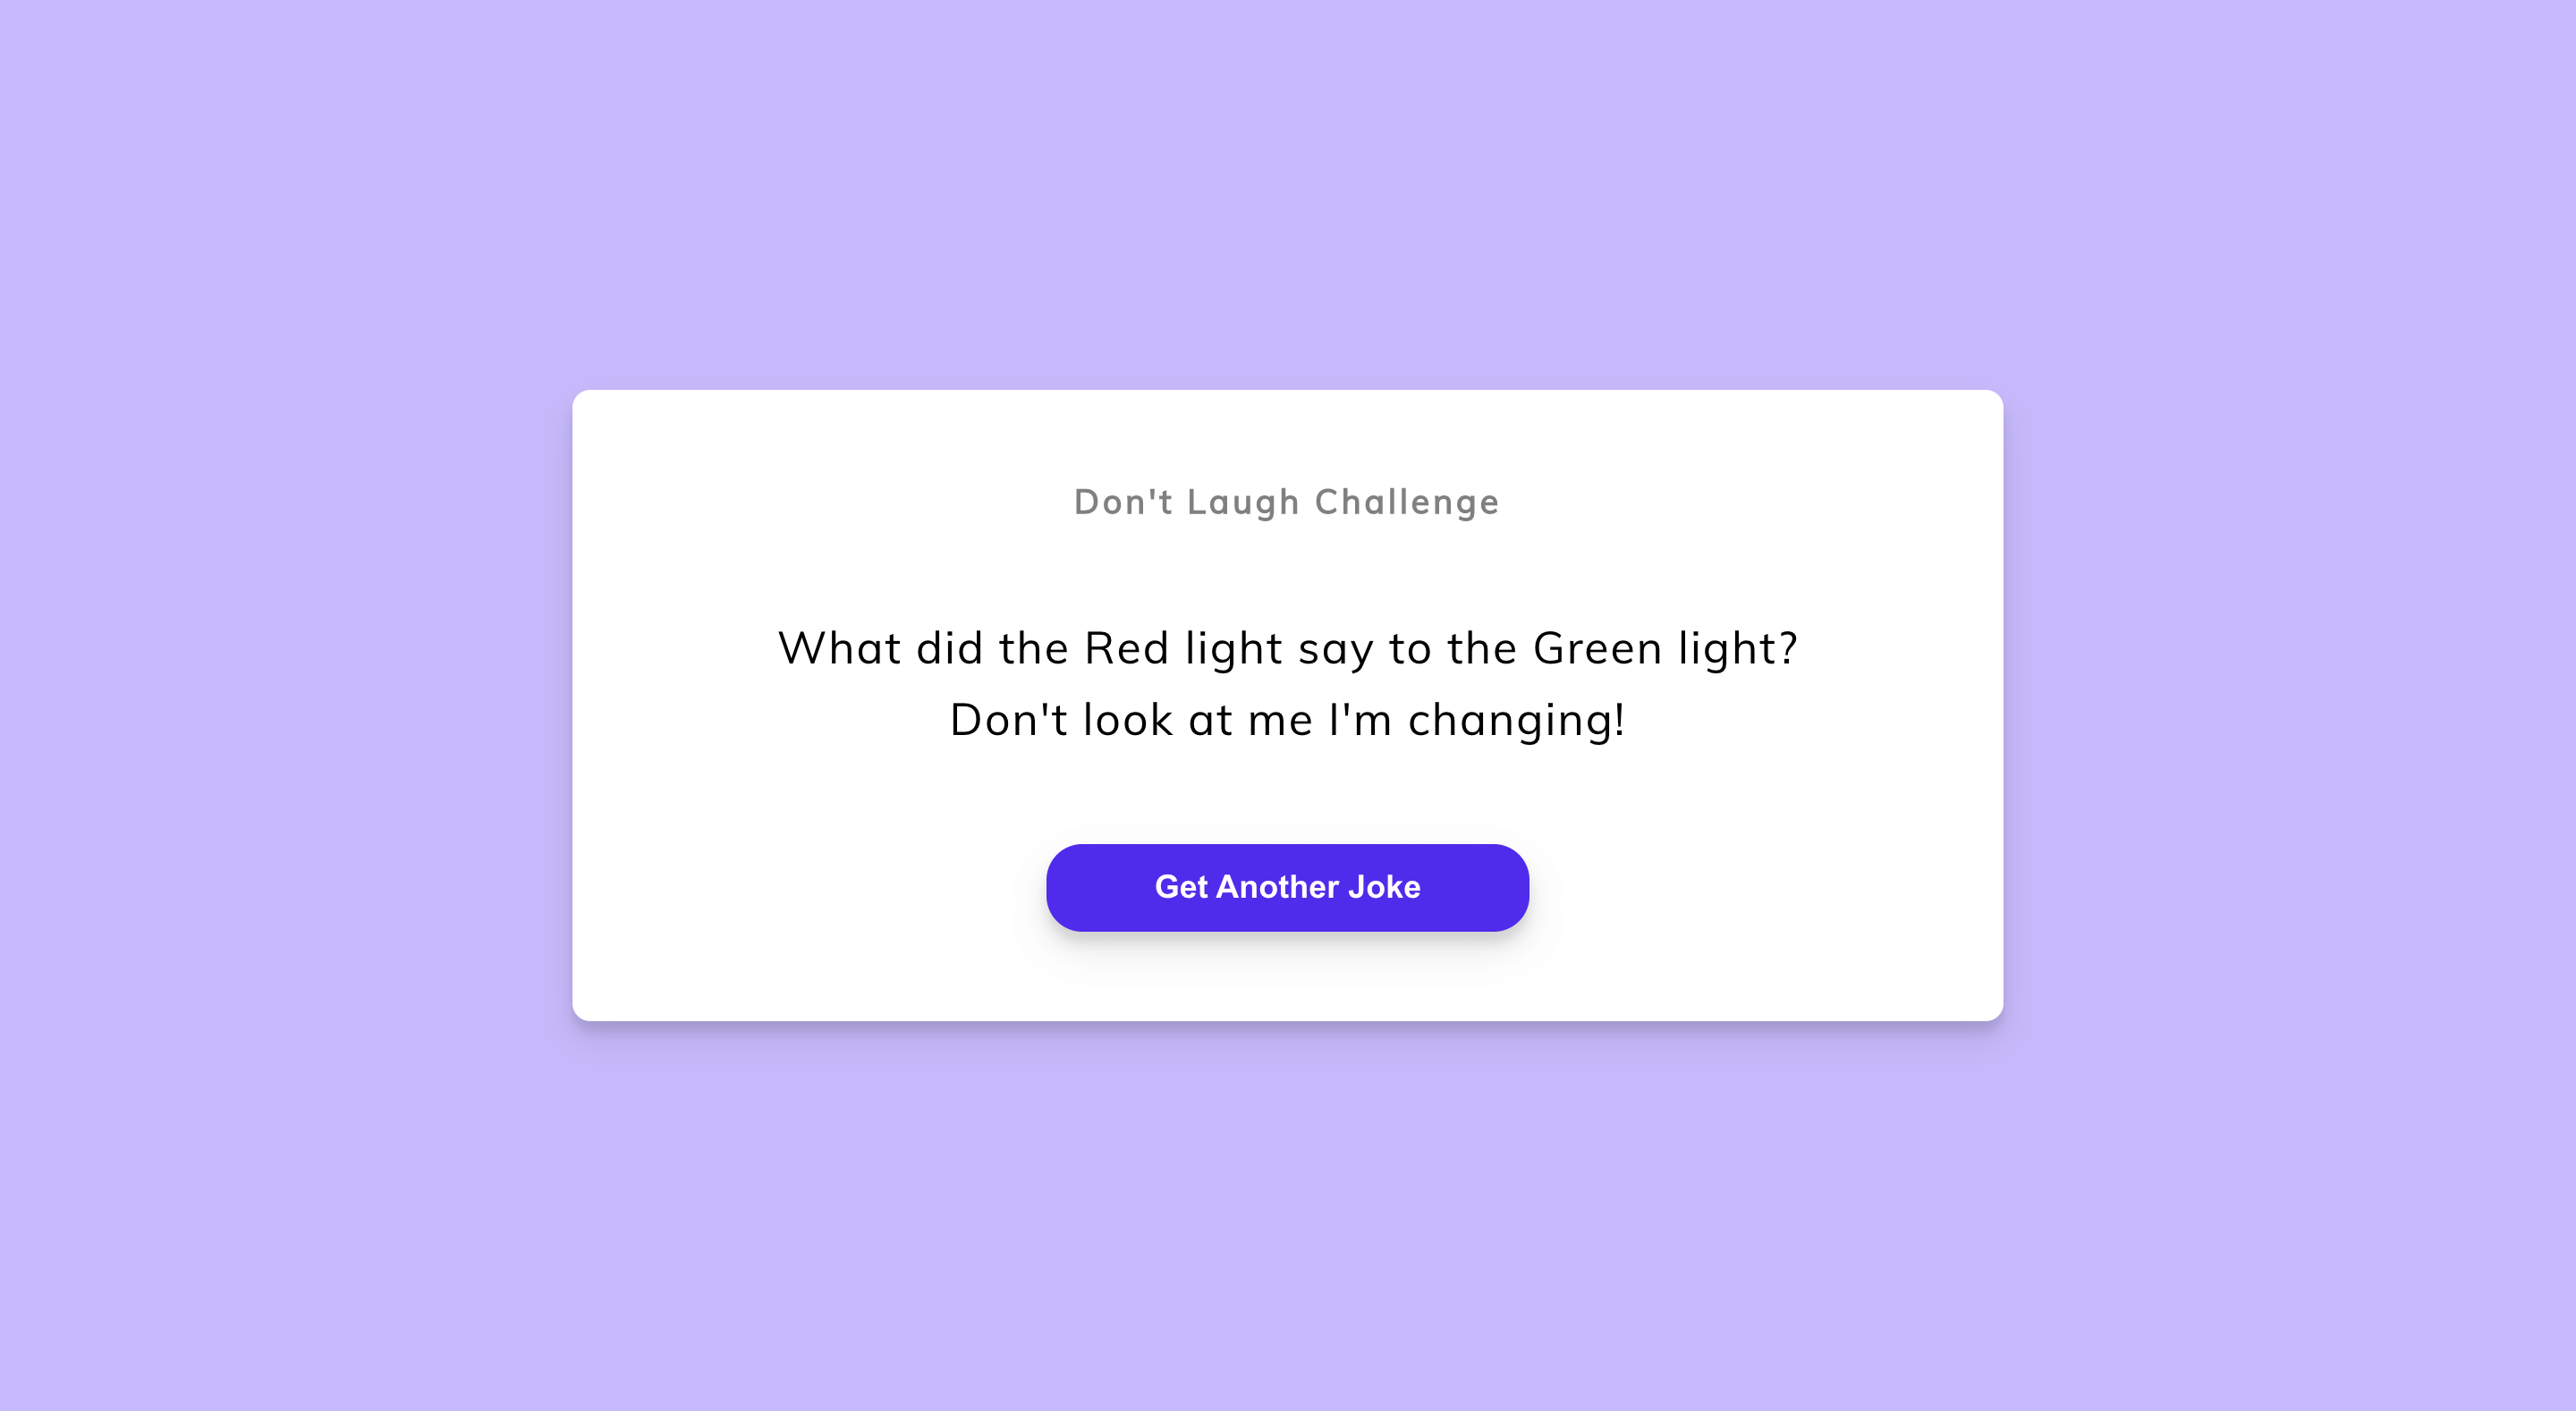 Don't Laugh Challenge
What did the Red light say to the Green light?
Don't look at me I'm changing!
Get Another Joke